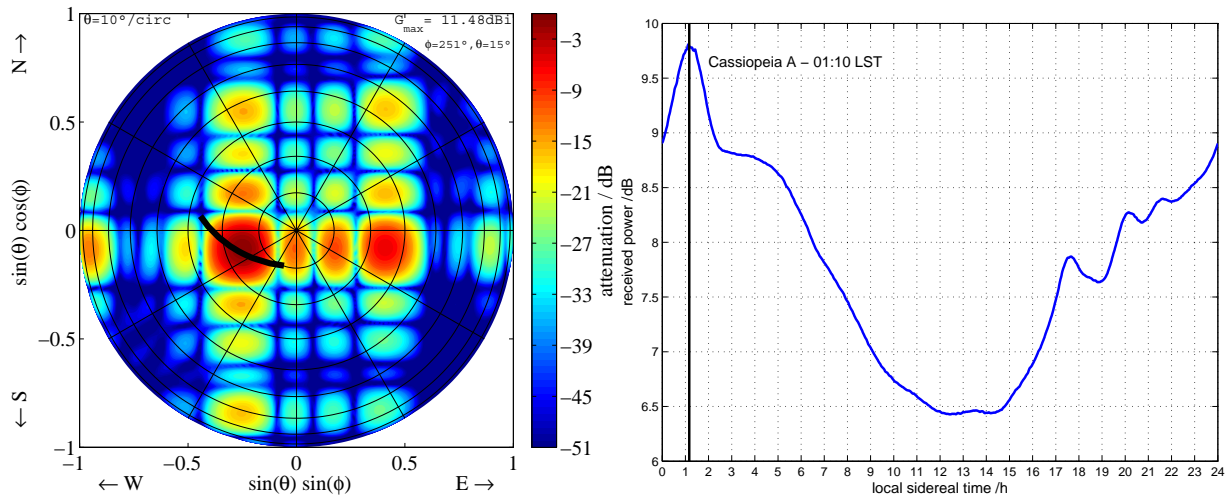 θ=10°/circ
G'max = 11.48dBi
ϕ=251°,θ=15°
1
0.5
0
−0.5
−1
N →
sin(θ) cos(ϕ)
← S
−1
−0.5
0
0.5
1
← W
sin(θ) sin(ϕ)
E →
−3
−9
−15
−21
−27
−33
−39
−45
−51
attenuation / dB
10
9.5
9
8.5
8
7.5
7
6.5
6
received power /dB
Cassiopeia A − 01:10 LST
0 1 2 3 4 5 6 7 8 9 10 11 12 13 14 15 16 17 18 19 20 21 22 23 24
local sidereal time /h